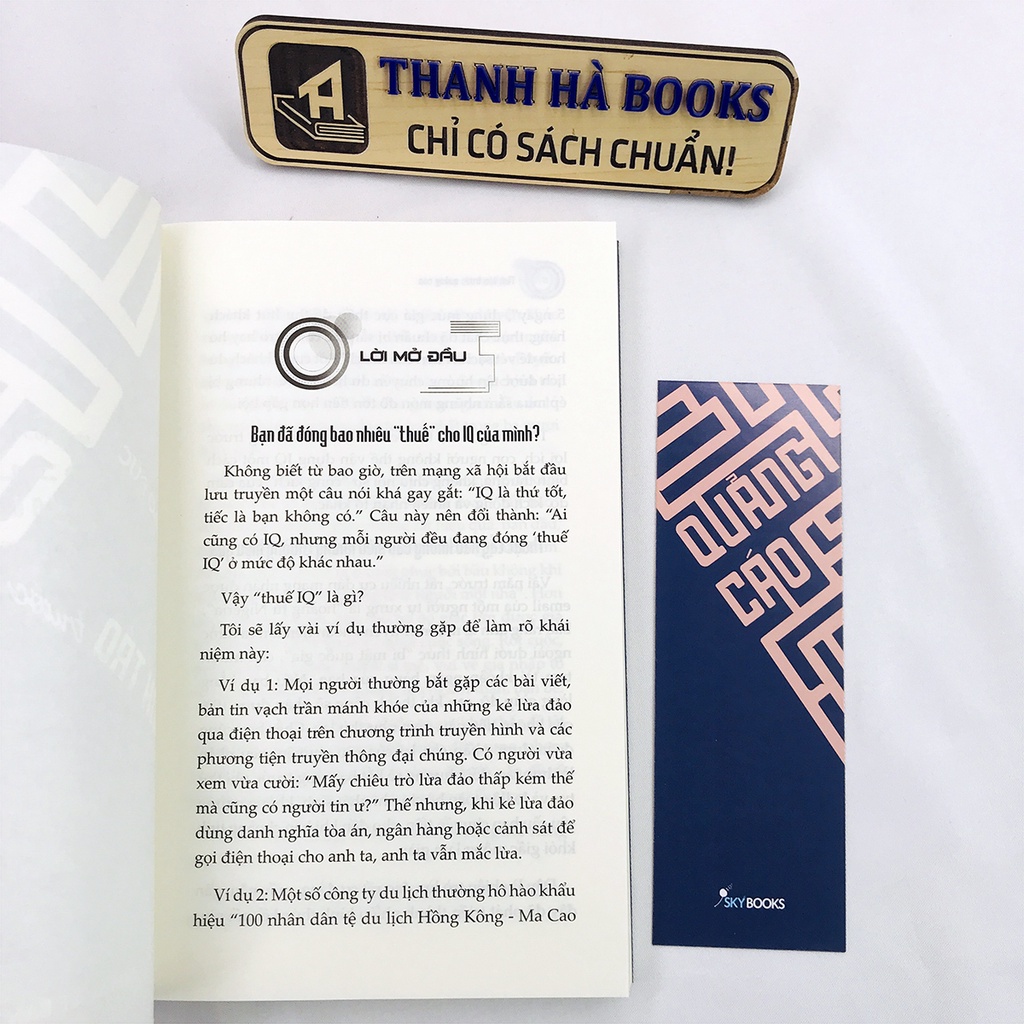 THANH HÀ BOOKS
CHỈ CÓ SÁCH CHUẨN!
LỜI MỞ ĐẦU
Bạn đã đóng bao nhiêu "thuế" cho IQ của mình?
Không biết từ bao giờ, trên mạng xã hội bắt đầu
lưu truyền một câu nói khá gay gắt: “IQ là thứ tốt,
tiếc là bạn không có.” Câu này nên đổi thành: “Ai
cũng có IQ, nhưng mỗi người đều đang đóng ‘thuế
IQ’ ở mức độ khác nhau.”
Vậy “thuế IQ” là gì?
Tôi sẽ lấy vài ví dụ thường gặp để làm rõ khái
niệm này:
Ví dụ 1: Mọi người thường bắt gặp các bài viết,
bản tin vạch trần mánh khóe của những kẻ lừa đảo
qua điện thoại trên chương trình truyền hình và các
phương tiện truyền thông đại chúng. Có người vừa
xem vừa cười: “Mấy chiêu trò lừa đảo thấp kém thế
mà cũng có người tin ư?” Thế nhưng, khi kẻ lừa đảo
dùng danh nghĩa tòa án, ngân hàng hoặc cảnh sát để
gọi điện thoại cho anh ta, anh ta vẫn mắc lừa.
Ví dụ 2: Một số công ty du lịch thường hô hào khẩu
hiệu “100 nhân dân tệ du lịch Hồng Kông - Ma Cao
QUẢNG
CÁO
SKYBOOKS